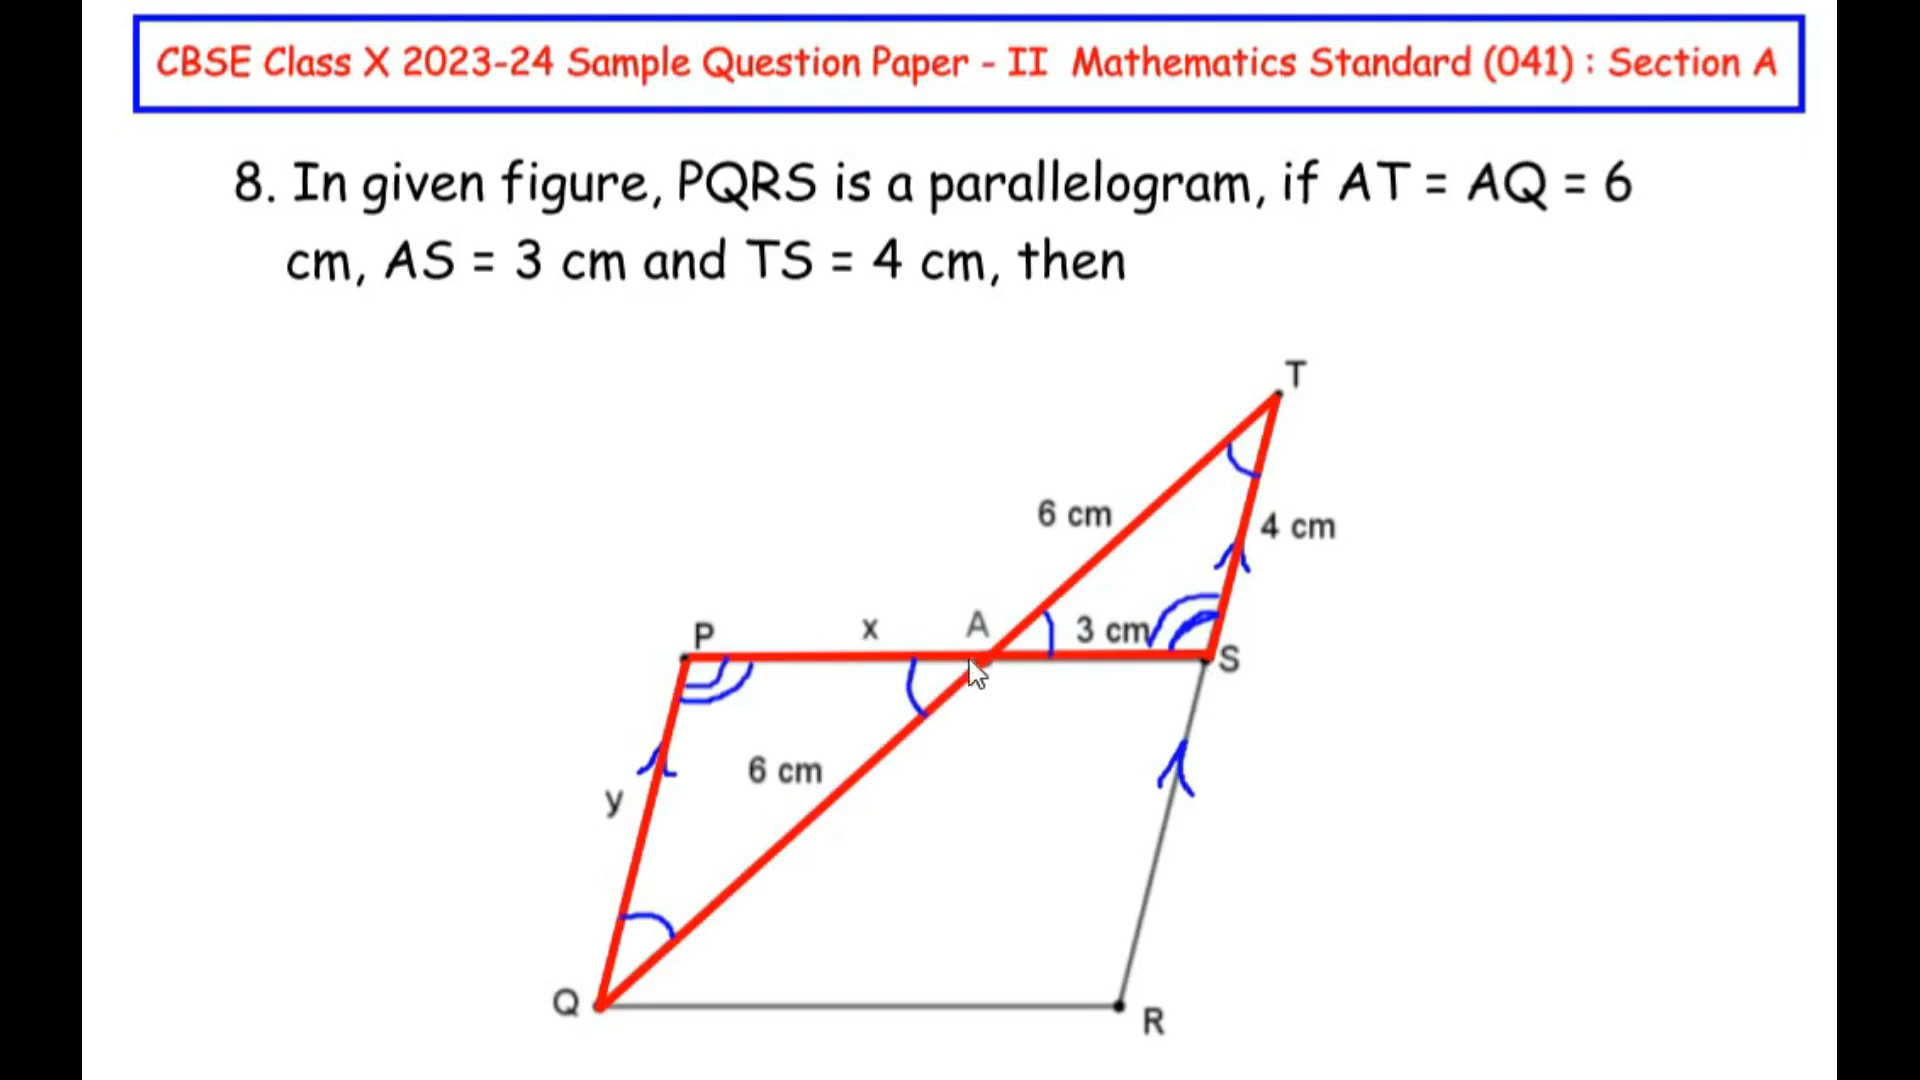 CBSE Class X 2023-24 Sample Question Paper - II Mathematics Standard (041) : Section A
8. In given figure, PQRS is a parallelogram, if AT = AQ = 6
cm, AS = 3 cm and TS = 4 cm, then
T
6 cm
4 cm
P
x
A
3 cm
S
6 cm
y
Q
R